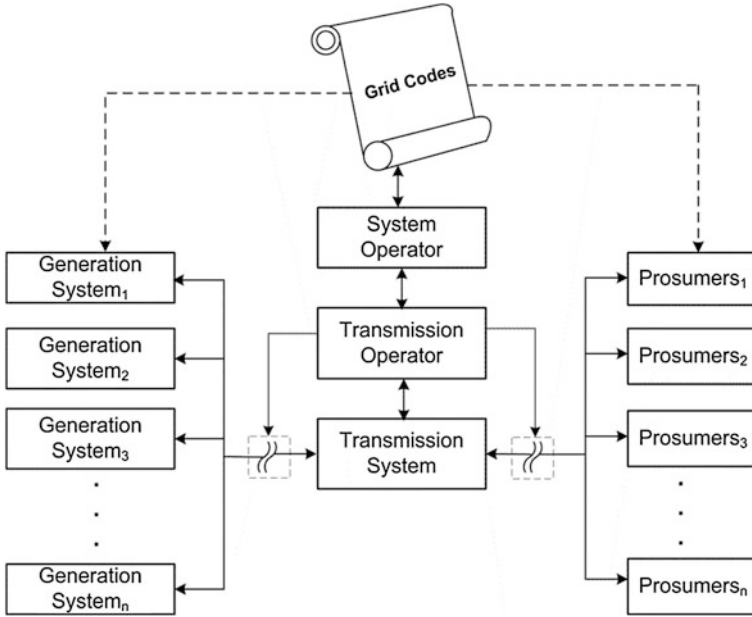 Grid Codes
System
Operator
Generation
System₁
Transmission
Operator
Prosumers₁
Generation
System₂
Prosumers₂
Generation
System₃
Transmission
System
Prosumers₃
Generation
Systemₙ
Prosumersₙ